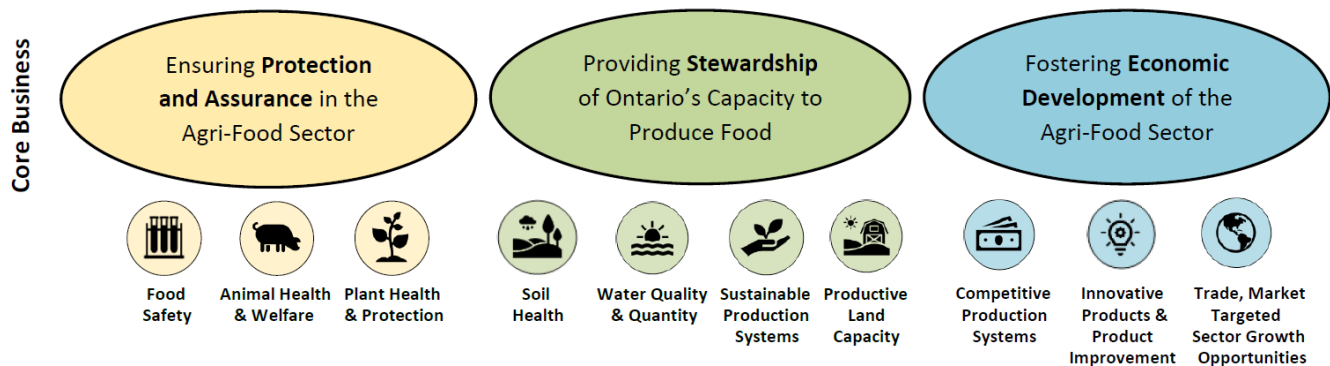 Core Business
Ensuring Protection
and Assurance in the
Agri-Food Sector
Providing Stewardship
of Ontario's Capacity to
Produce Food
Fostering Economic
Development of the
Agri-Food Sector
Food
Safety
Animal Health
& Welfare
Plant Health
& Protection
Soil
Health
Water Quality
& Quantity
Sustainable
Production
Systems
Productive
Land
Capacity
Competitive
Production
Systems
Innovative
Products &
Product
Improvement
Trade, Market
Targeted
Sector Growth
Opportunities